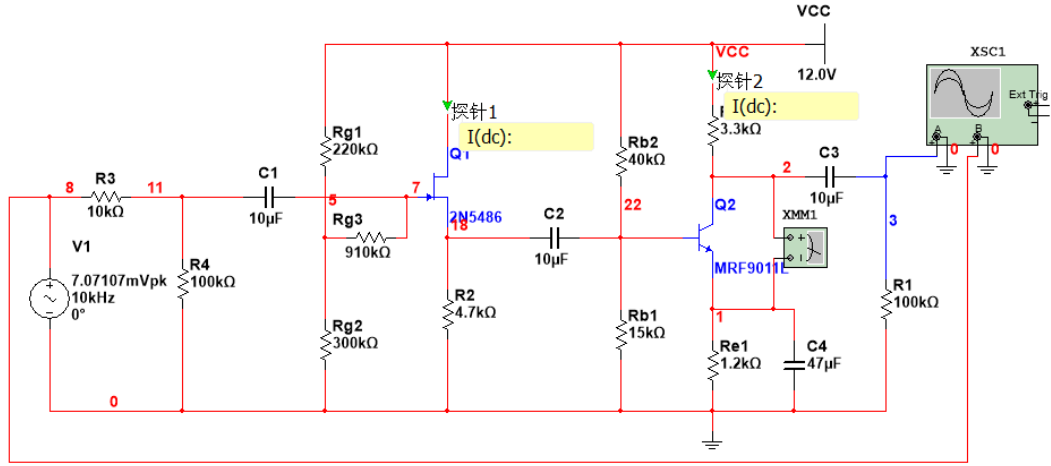 VCC
12.0V
XSC1
Ext Trig
A
B
0
0
VCC
探针1
I(dc):
探针2
I(dc):
3.3kΩ
Rg1
220kΩ
Q1
Rb2
40kΩ
8
R3
10kΩ
11
C1
10µF
5
7
2N5486
18
Rg3
910kΩ
C2
10µF
22
Q2
2
C3
10µF
XMM1
MRF9011L
3
V1
7.07107mVpk
10kHz
0°
R4
100kΩ
Rg2
300kΩ
R2
4.7kΩ
Rb1
15kΩ
1
Re1
1.2kΩ
C4
47µF
R1
100kΩ
0